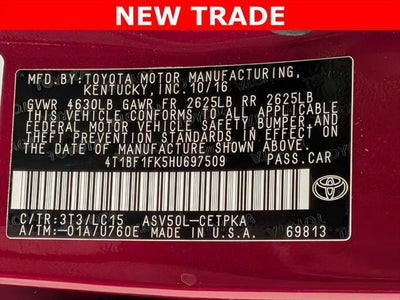 NEW TRADE
MFD.BY:TOYOTA MOTOR MANUFACTURING,
KENTUCKY, INC.10/16
GVWR 4630LB GAWR FR 2625LB RR 2625LB
THIS VEHICLE CONFORMS TO ALL APPLICABLE
FEDERAL MOTOR VEHICLE SAFETY,BUMPER AND
THEFT PREVENTION STANDARDS IN EFFECT ON
THE DATE OF MANUFACTURE SHOWN ABOVE.
4T1BF1FK5HU697509 PASS.CAR
TOYOTA
C/TR:3T3/LC15 ASV50L-CETPKA
A/TM:-01A/U760E 69813